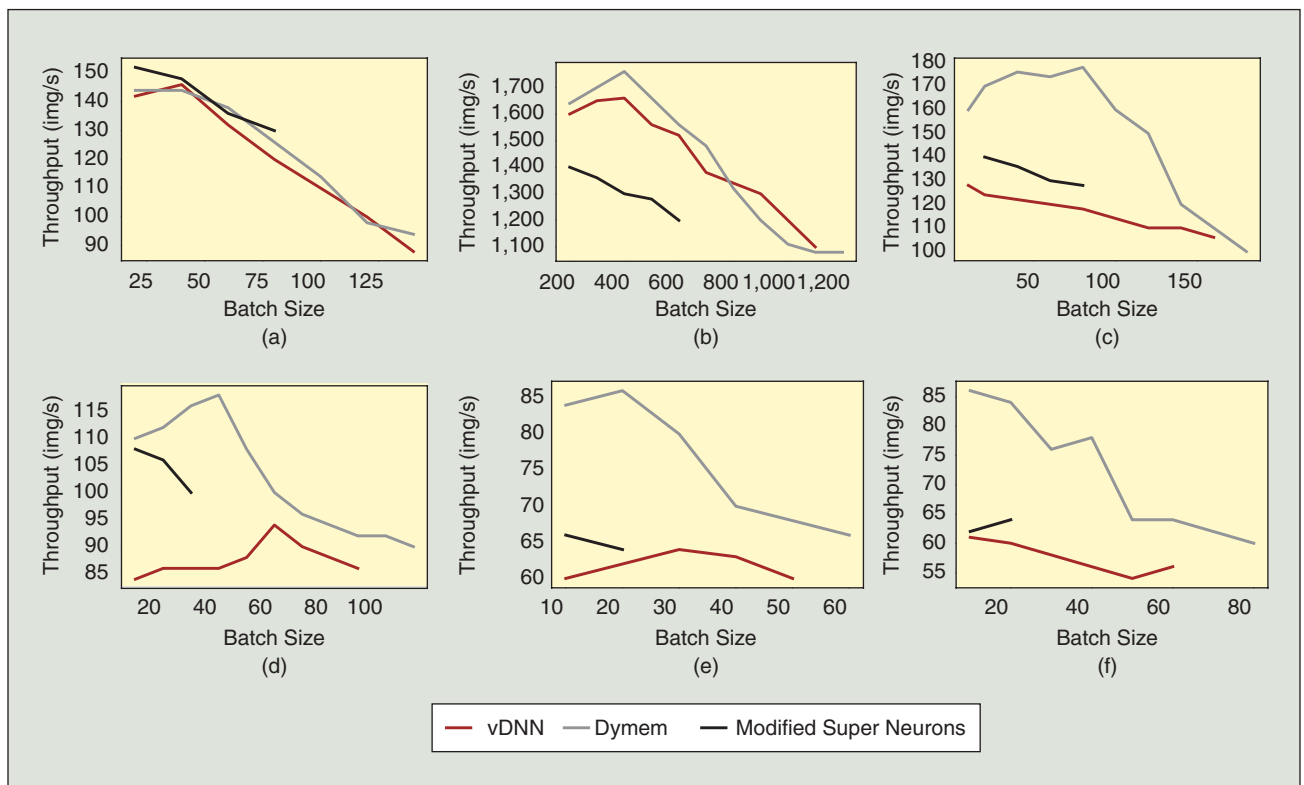 Throughput (img/s)
150
140
130
120
110
100
90
25 50 75 100 125
Batch Size
(a)
Throughput (img/s)
1,700
1,600
1,500
1,400
1,300
1,200
1,100
200 400 600 800 1,000 1,200
Batch Size
(b)
Throughput (img/s)
180
170
160
150
140
130
120
110
100
50 100 150
Batch Size
(c)
Throughput (img/s)
115
110
105
100
95
90
85
20 40 60 80 100
Batch Size
(d)
Throughput (img/s)
85
80
75
70
65
60
10 20 30 40 50 60
Batch Size
(e)
Throughput (img/s)
85
80
75
70
65
60
55
20 40 60 80
Batch Size
(f)
vDNN Dymem Modified Super Neurons